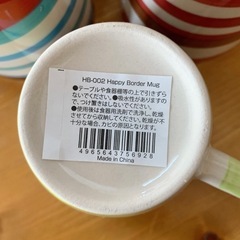 HB-002 Happy Border Mug
●テーブルや食器棚等の上で引きずら
ないでください。●吸水性がありますの
で、つけ置きはしないでください。
●使用後は食器用洗剤で洗浄し、乾燥
させてから収納してください。乾燥が不
十分な場合、カビの原因となります。
4965643756928
Made in China